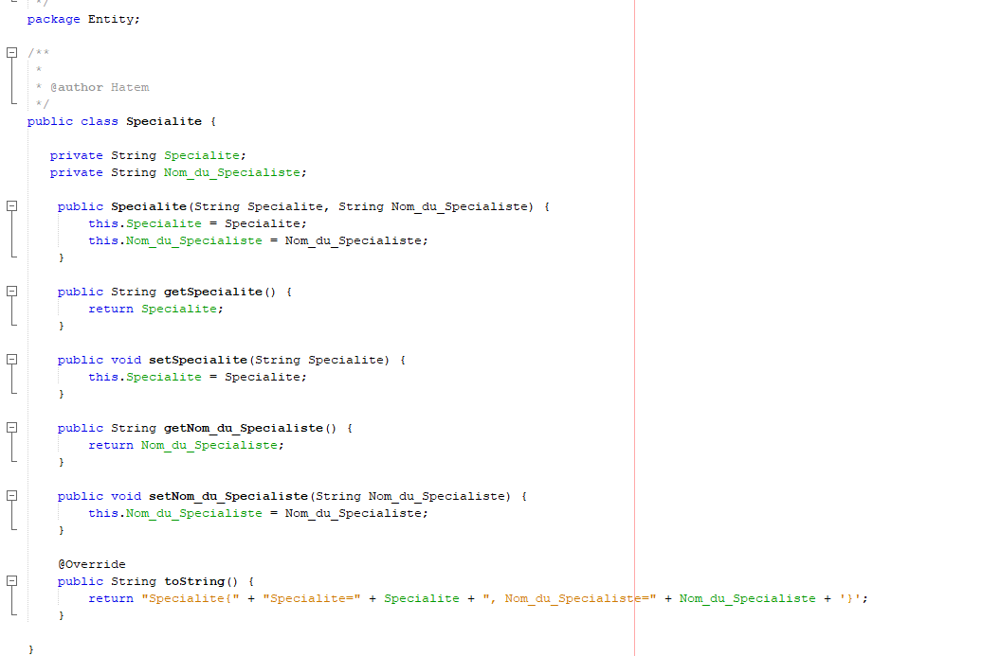 */
package Entity;
/**
*
* @author Hatem
*/
public class Specialite {
private String Specialite;
private String Nom_du_Specialiste;
public Specialite(String Specialite, String Nom_du_Specialiste) {
this.Specialite = Specialite;
this.Nom_du_Specialiste = Nom_du_Specialiste;
}
public String getSpecialite() {
return Specialite;
}
public void setSpecialite(String Specialite) {
this.Specialite = Specialite;
}
public String getNom_du_Specialiste() {
return Nom_du_Specialiste;
}
public void setNom_du_Specialiste(String Nom_du_Specialiste) {
this.Nom_du_Specialiste = Nom_du_Specialiste;
}
@Override
public String toString() {
return "Specialite{" + "Specialite=" + Specialite + ", Nom_du_Specialiste=" + Nom_du_Specialiste + '}';
}
}